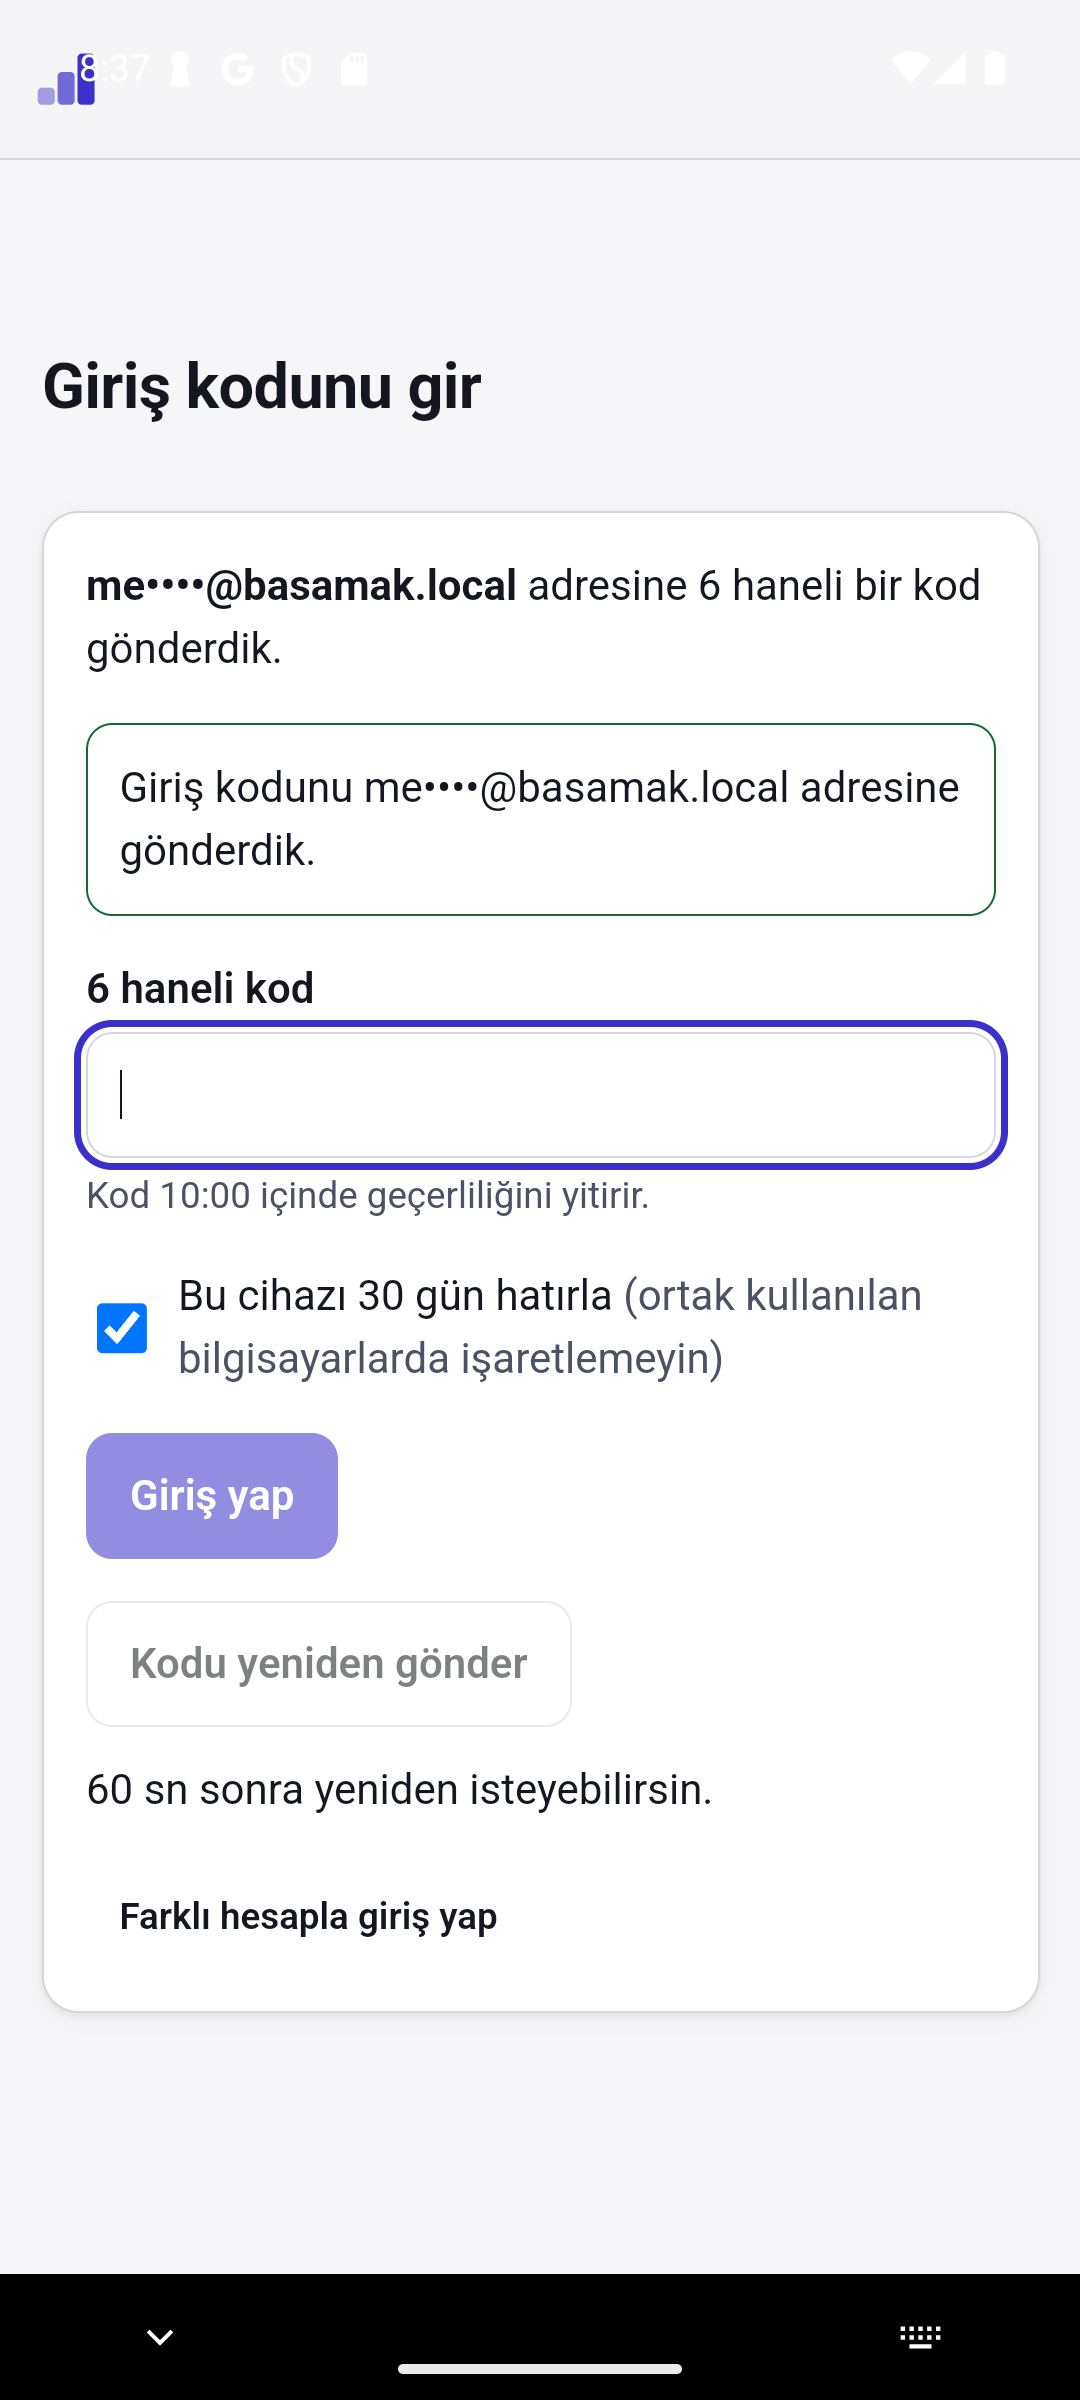 8:37
Giriş kodunu gir
me••••@basamak.local adresine 6 haneli bir kod
gönderdik.
Giriş kodunu me••••@basamak.local adresine
gönderdik.
6 haneli kod
Kod 10:00 içinde geçerliliğini yitirir.
Bu cihazı 30 gün hatırla (ortak kullanılan
bilgisayarlarda işaretlemeyin)
Giriş yap
Kodu yeniden gönder
60 sn sonra yeniden isteyebilirsin.
Farklı hesapla giriş yap